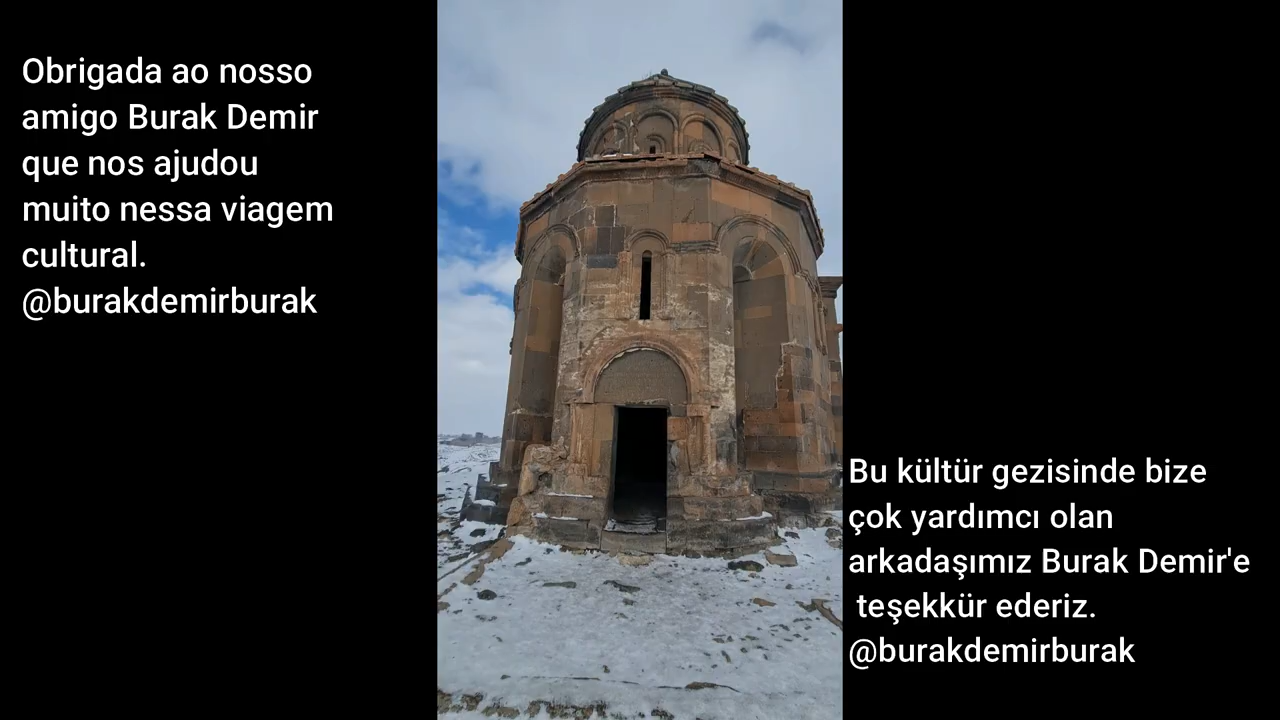 Obrigada ao nosso
amigo Burak Demir
que nos ajudou
muito nessa viagem
cultural.
@burakdemirburak
Bu kültür gezisinde bize
çok yardımcı olan
arkadaşımız Burak Demir'e
teşekkür ederiz.
@burakdemirburak